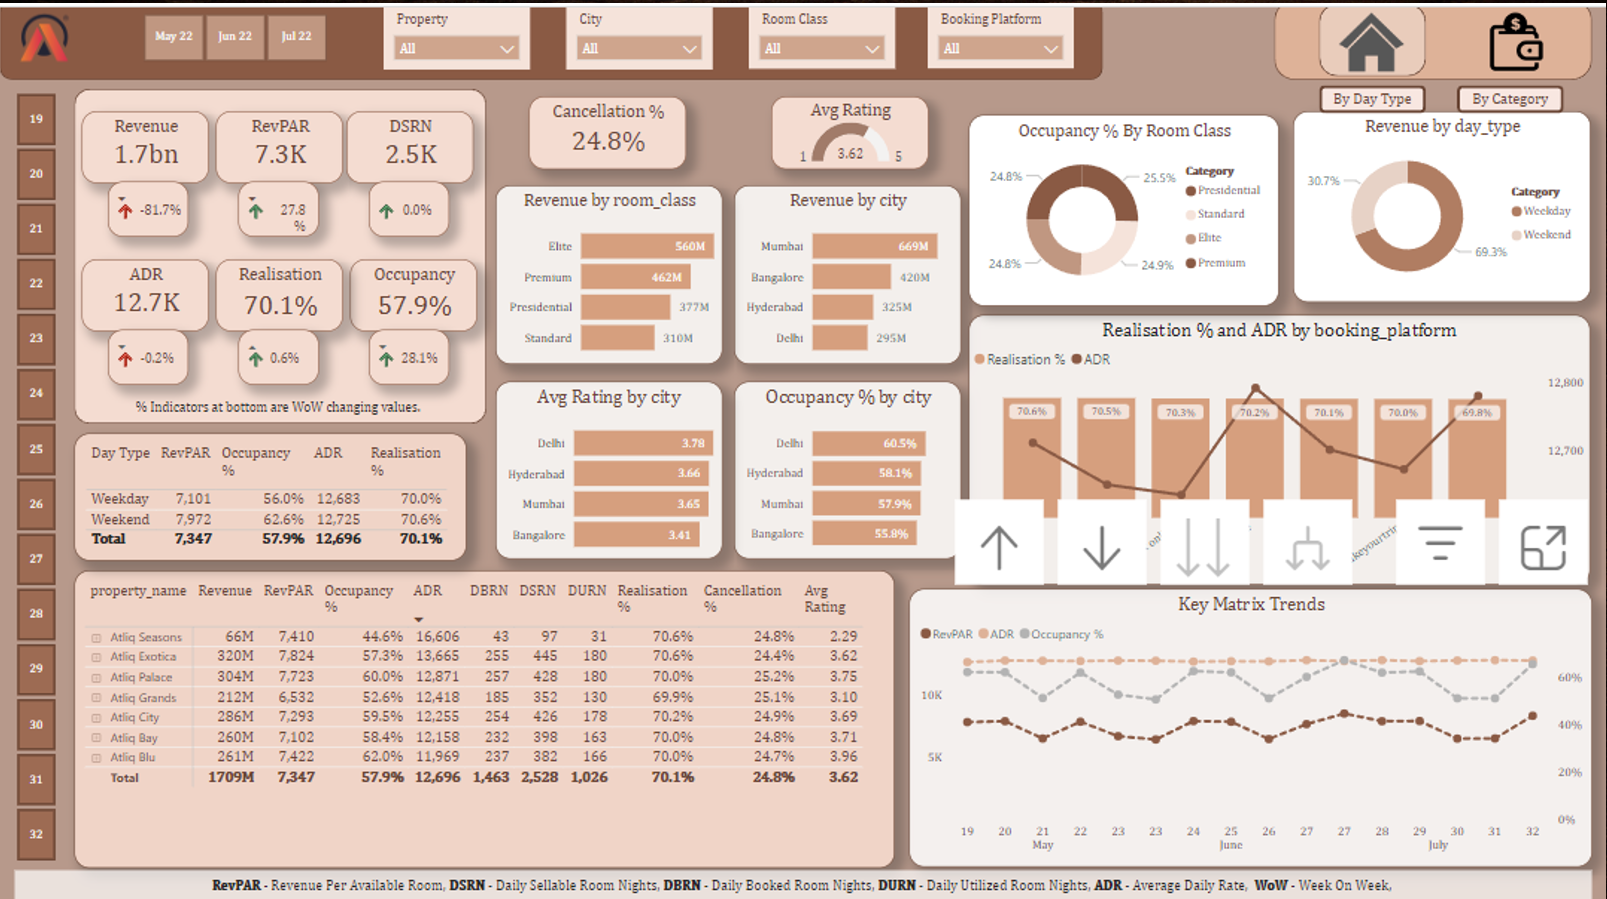 May 22
Jun 22
Jul 22
Property
All
City
All
Room Class
All
Booking Platform
All
By Day Type
By Category
19
20
21
22
23
24
25
26
27
28
29
30
31
32
Revenue
1.7bn
-81.7%
RevPAR
7.3K
27.8
%
DSRN
2.5K
0.0%
ADR
12.7K
-0.2%
Realisation
70.1%
0.6%
Occupancy
57.9%
28.1%
% Indicators at bottom are WoW changing values.
Cancellation %
24.8%
Avg Rating
1 3.62 5
Revenue by room_class
Elite 560M
Premium 462M
Presidential 377M
Standard 310M
Revenue by city
Mumbai 669M
Bangalore 420M
Hyderabad 325M
Delhi 295M
Avg Rating by city
Delhi 3.78
Hyderabad 3.66
Mumbai 3.65
Bangalore 3.41
Occupancy % by city
Delhi 60.5%
Hyderabad 58.1%
Mumbai 57.9%
Bangalore 55.8%
Occupancy % By Room Class
24.8%
25.5%
24.8%
24.9%
Category
Presidential
Standard
Elite
Premium
Revenue by day_type
30.7%
69.3%
Category
Weekday
Weekend
Realisation % and ADR by booking_platform
Realisation % ADR
12,800
12,700
70.6% 70.5% 70.3% 70.2% 70.1% 70.0% 69.8%
Day Type RevPAR Occupancy % ADR Realisation %
Weekday 7,101 56.0% 12,683 70.0%
Weekend 7,972 62.6% 12,725 70.6%
Total 7,347 57.9% 12,696 70.1%
property_name Revenue RevPAR Occupancy % ADR DBRN DSRN DURN Realisation % Cancellation % Avg Rating
Atliq Seasons 66M 7,410 44.6% 16,606 43 97 31 70.6% 24.8% 2.29
Atliq Exotica 320M 7,824 57.3% 13,665 255 445 180 70.6% 24.4% 3.62
Atliq Palace 304M 7,723 60.0% 12,871 257 428 180 70.0% 25.2% 3.75
Atliq Grands 212M 6,532 52.6% 12,418 185 352 130 69.9% 25.1% 3.10
Atliq City 286M 7,293 59.5% 12,255 254 426 178 70.2% 24.9% 3.69
Atliq Bay 260M 7,102 58.4% 12,158 232 398 163 70.0% 24.8% 3.71
Atliq Blu 261M 7,422 62.0% 11,969 237 382 166 70.0% 24.7% 3.96
Total 1709M 7,347 57.9% 12,696 1,463 2,528 1,026 70.1% 24.8% 3.62
Key Matrix Trends
RevPAR ADR Occupancy %
10K
5K
60%
40%
20%
0%
19 20 21 22 23 23 24 25 26 27 27 28 29 30 31 32
May June July
RevPAR - Revenue Per Available Room, DSRN - Daily Sellable Room Nights, DBRN - Daily Booked Room Nights, DURN - Daily Utilized Room Nights, ADR - Average Daily Rate, WoW - Week On Week,